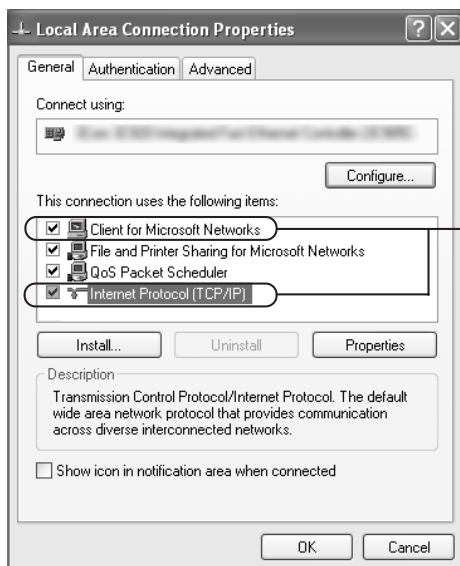 Local Area Connection Properties
General Authentication Advanced
Connect using:
Configure...
This connection uses the following items:
Client for Microsoft Networks
File and Printer Sharing for Microsoft Networks
QoS Packet Scheduler
Internet Protocol (TCP/IP)
Install... Uninstall Properties
Description
Transmission Control Protocol/Internet Protocol. The default
wide area network protocol that provides communication
across diverse interconnected networks.
Show icon in notification area when connected
OK Cancel